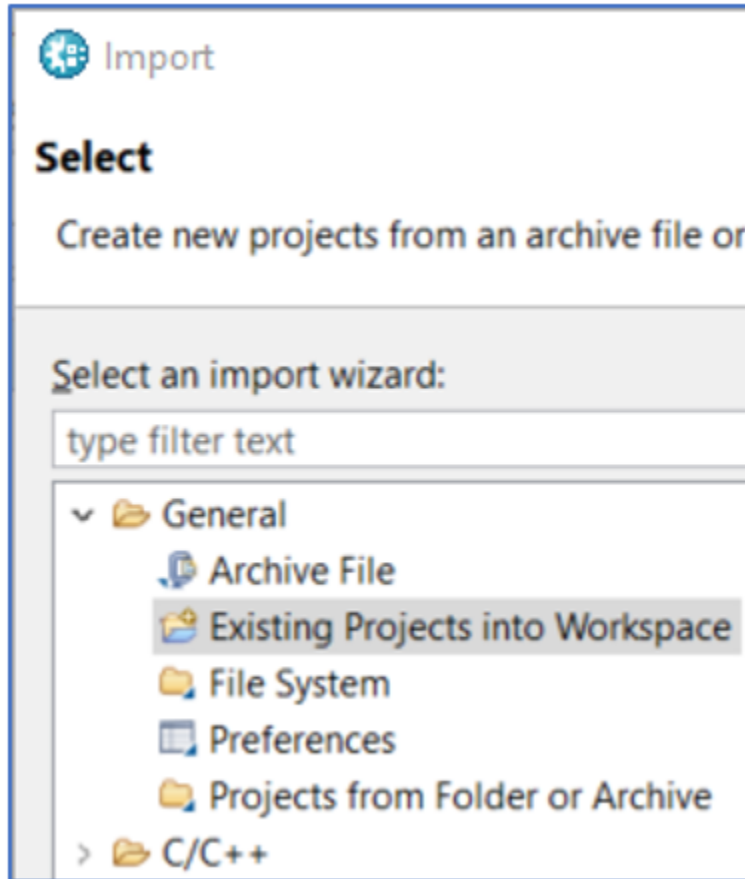 Import
Select
Create new projects from an archive file or
Select an import wizard:
type filter text
General
Archive File
Existing Projects into Workspace
File System
Preferences
Projects from Folder or Archive
C/C++